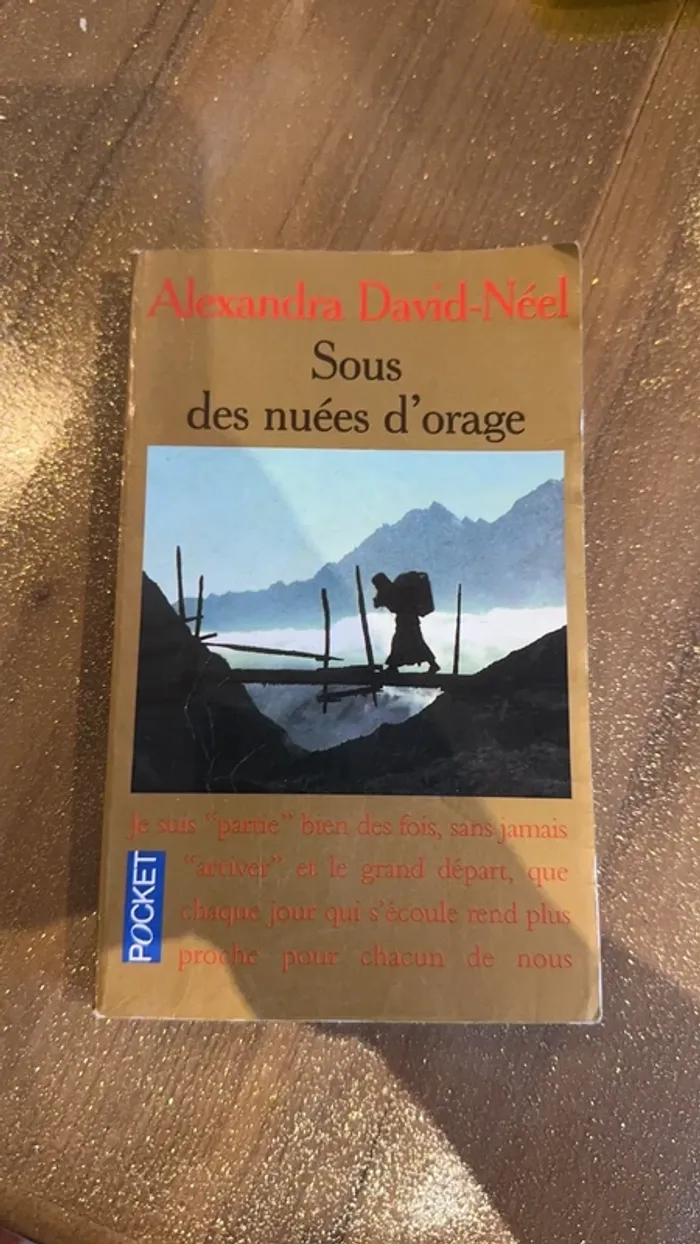 Alexandra David-Néel
Sous
des nuées d'orage
Je suis "partie" bien des fois, sans jamais
"arriver" et le grand départ, que
chaque jour qui s'écoule rend plus
proche pour chacun de nous
POCKET